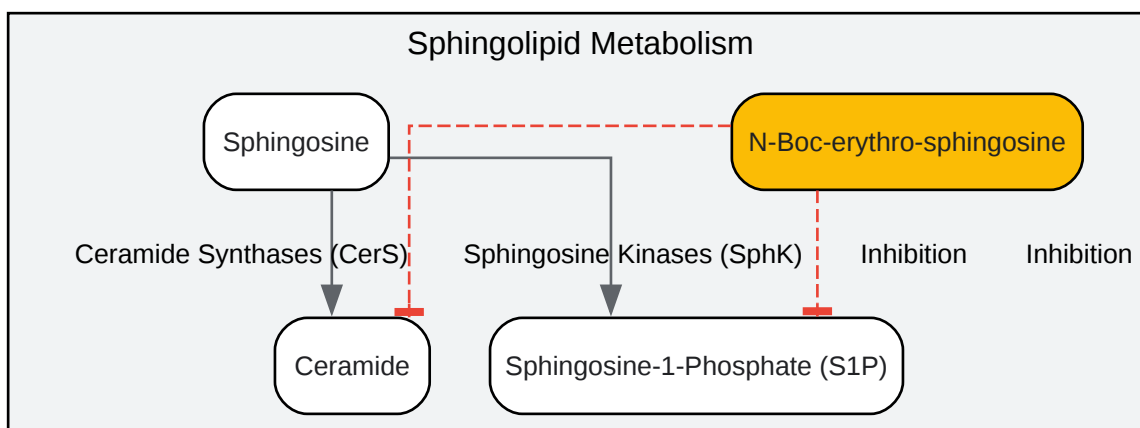 Sphingolipid Metabolism
Sphingosine
N-Boc-erythro-sphingosine
Ceramide Synthases (CerS)
Sphingosine Kinases (SphK)
Inhibition
Inhibition
Ceramide
Sphingosine-1-Phosphate (S1P)